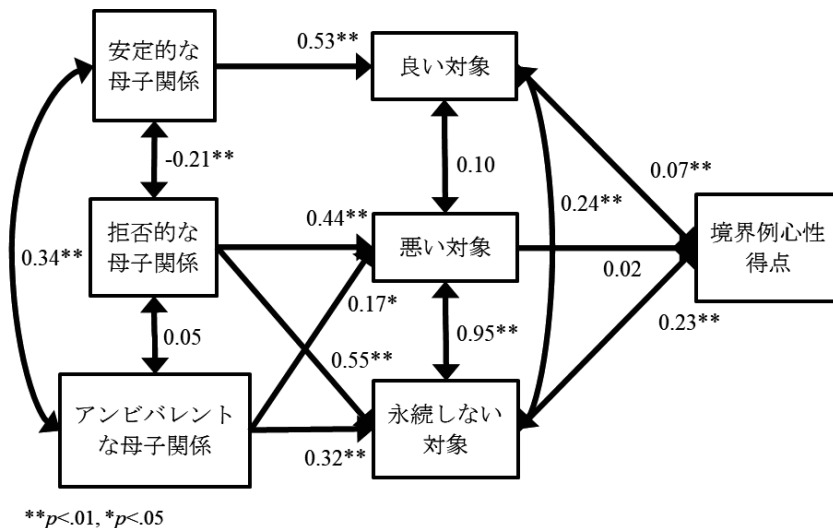 安定的な
母子関係
0.53**
良い対象
-0.21**
0.10
0.07**
拒否的な
母子関係
0.44**
悪い対象
0.24**
境界例心性
得点
0.34**
0.02
0.17*
0.05
0.95**
0.23**
0.55**
アンビバレント
な母子関係
永続しない
対象
0.32**
**p<.01, *p<.05